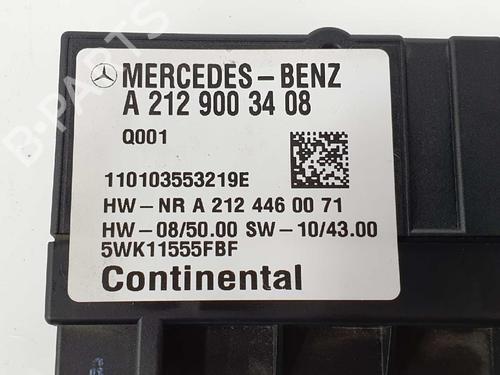 B-PARTS
MERCEDES-BENZ
A 212 900 34 08
Q001
110103553219E
HW-NR A 212 446 00 71
HW-08/50.00 SW-10/43.00
5WK11555FBF
Continental